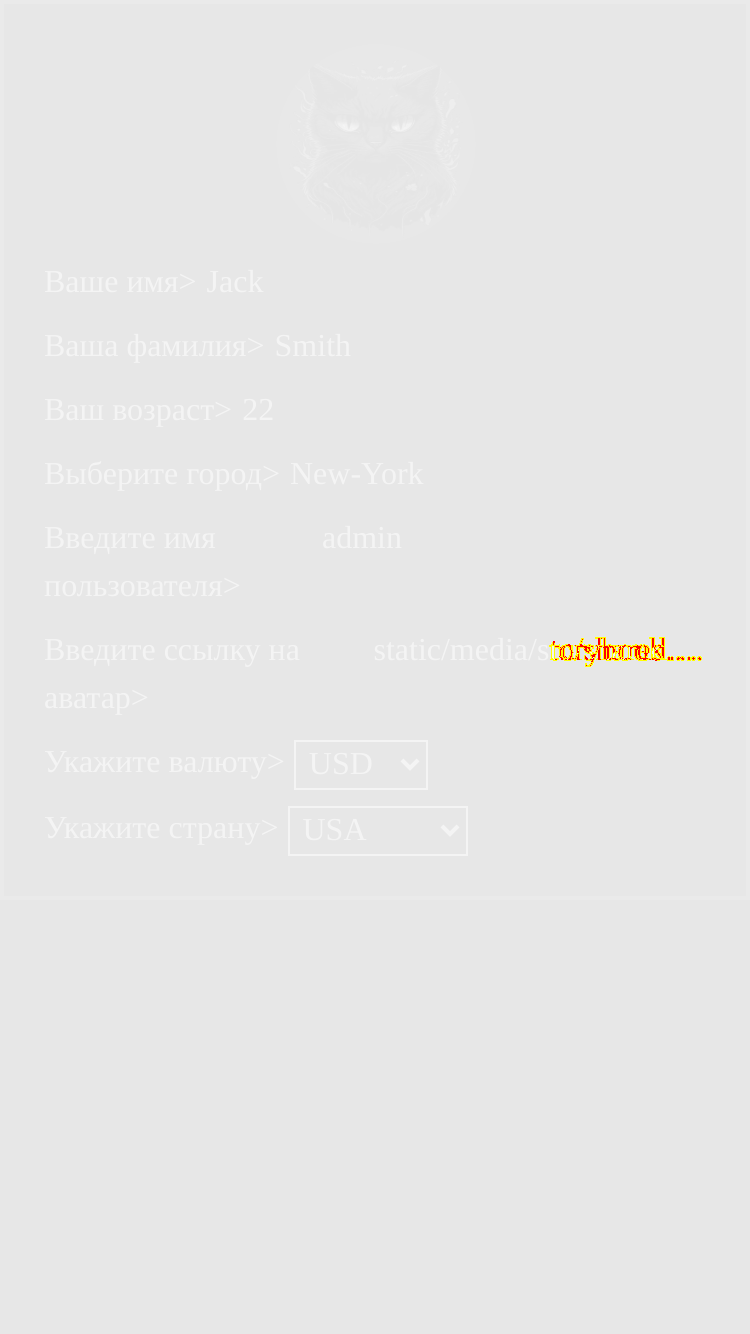 Ваше имя> Jack
Ваша фамилия> Smith
Ваш возраст> 22
Выберите город> New-York
Введите имя пользователя> admin
Введите ссылку на аватар> static/media/
Укажите валюту> USD
Укажите страну> USA